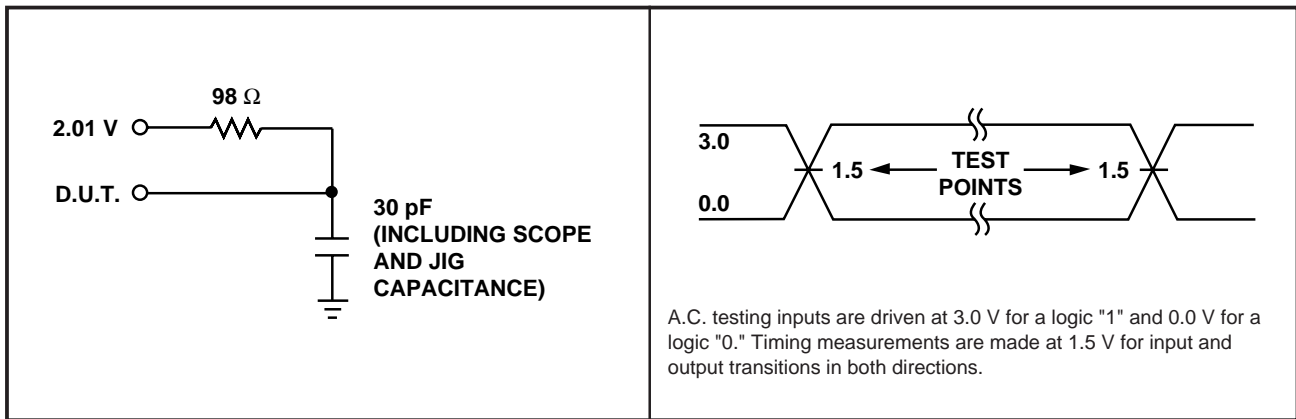 98 Ω
2.01 V
D.U.T.
30 pF
(INCLUDING SCOPE
AND JIG
CAPACITANCE)
3.0
0.0
1.5
TEST
POINTS
1.5
A.C. testing inputs are driven at 3.0 V for a logic "1" and 0.0 V for a
logic "0." Timing measurements are made at 1.5 V for input and
output transitions in both directions.